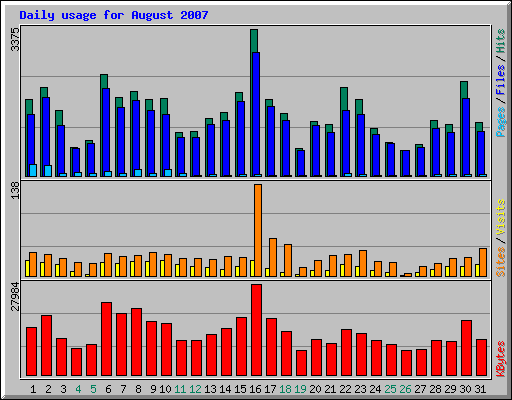 Daily usage for August 2007
3375
Pages / Files / Hits
138
Sites / Visits
27984
KBytes
1 2 3 4 5 6 7 8 9 10 11 12 13 14 15 16 17 18 19 20 21 22 23 24 25 26 27 28 29 30 31